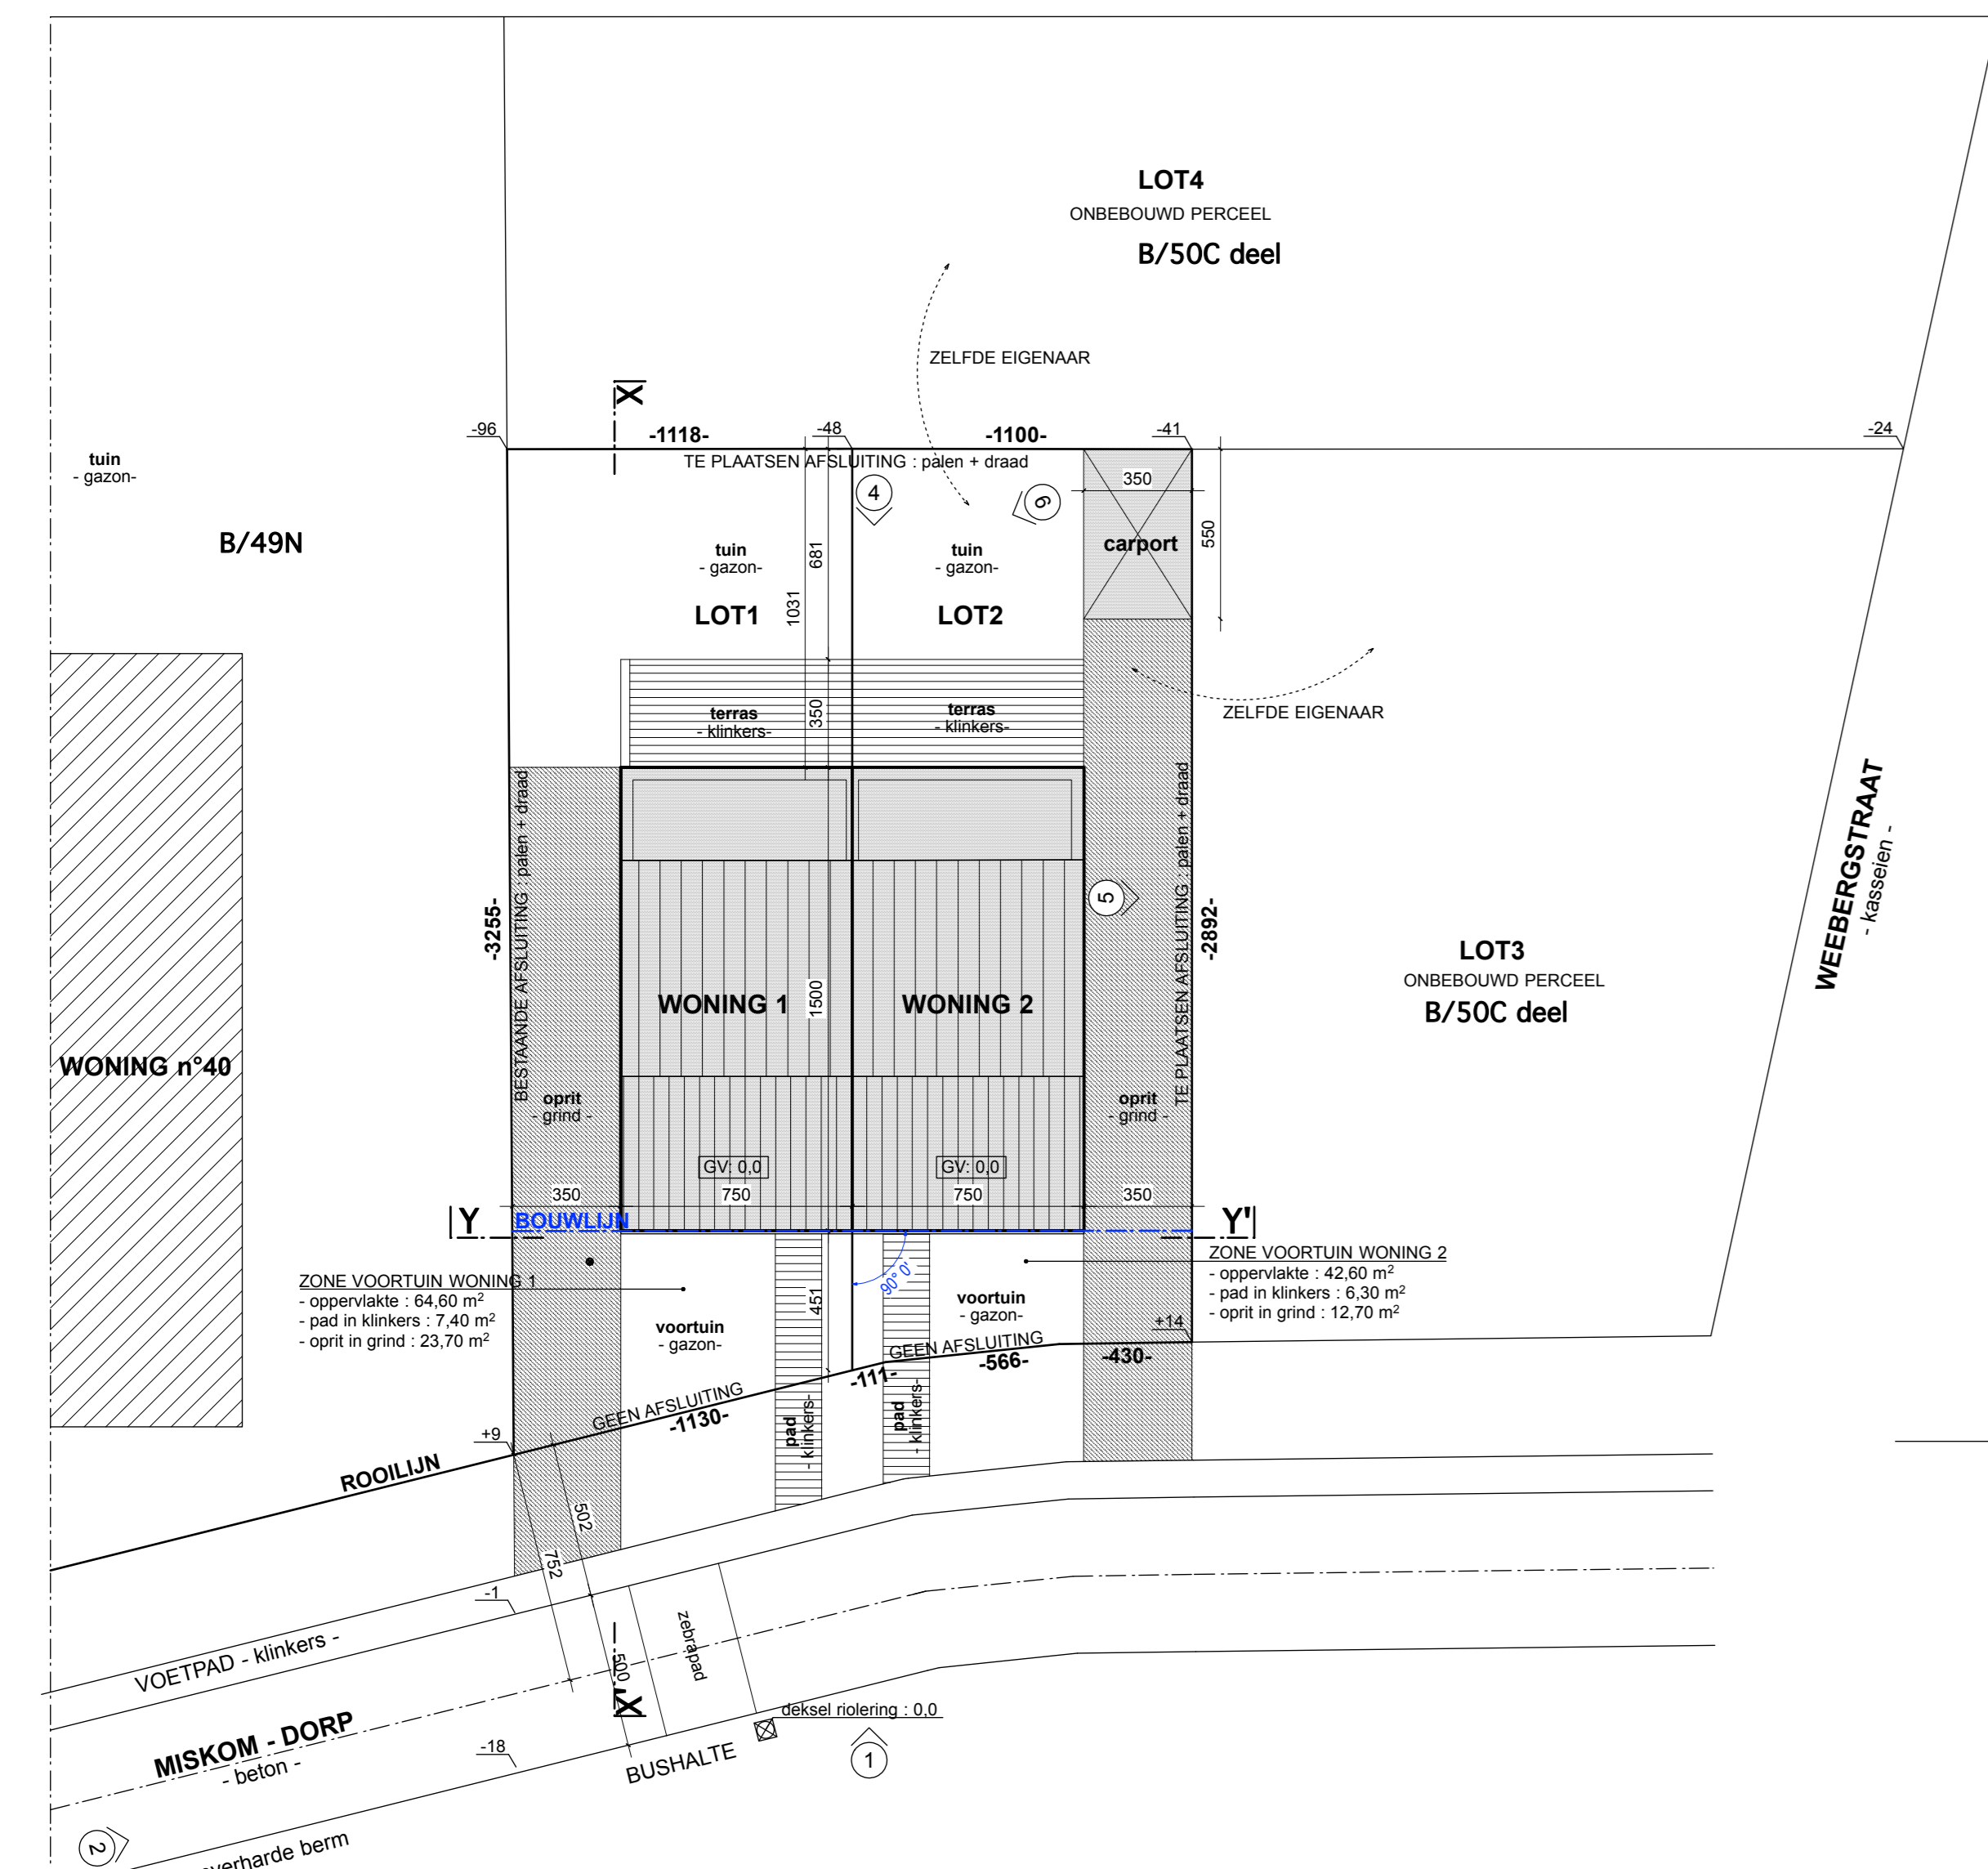 LOT4
ONBEBOUWD PERCEEL
B/50C deel
ZELFDE EIGENAAR
X
-96
-1118-
-48
-1100-
-41
-24
TE PLAATSEN AFSLUITING : palen + draad
tuin
- gazon-
B/49N
4
6
350
550
carport
681
1031
tuin
- gazon-
tuin
- gazon-
LOT1
LOT2
ZELFDE EIGENAAR
terras
- klinkers-
350
terras
- klinkers-
BESTAANDE AFSLUITING : palen + draad
TE PLAATSEN AFSLUITING : palen + draad
-3255-
-2892-
5
WEEBERGSTRAAT
- kasseien -
LOT3
ONBEBOUWD PERCEEL
B/50C deel
WONING 1
1500
WONING 2
WONING n°40
oprit
- grind -
oprit
- grind -
GV: 0,0
GV: 0,0
350
750
750
350
Y
BOUWLIJN
Y'
90° 0'
ZONE VOORTUIN WONING 1
- oppervlakte : 64,60 m²
- pad in klinkers : 7,40 m²
- oprit in grind : 23,70 m²
ZONE VOORTUIN WONING 2
- oppervlakte : 42,60 m²
- pad in klinkers : 6,30 m²
- oprit in grind : 12,70 m²
451
voortuin
- gazon-
voortuin
- gazon-
+14
GEEN AFSLUITING
-566-
-430-
-111-
GEEN AFSLUITING
-1130-
pad
- klinkers-
pad
- klinkers-
+9
ROOILIJN
502
752
-1
500
X'
zebrapad
VOETPAD - klinkers -
MISKOM - DORP
- beton -
-18
deksel riolering : 0,0
BUSHALTE
1
2
berm